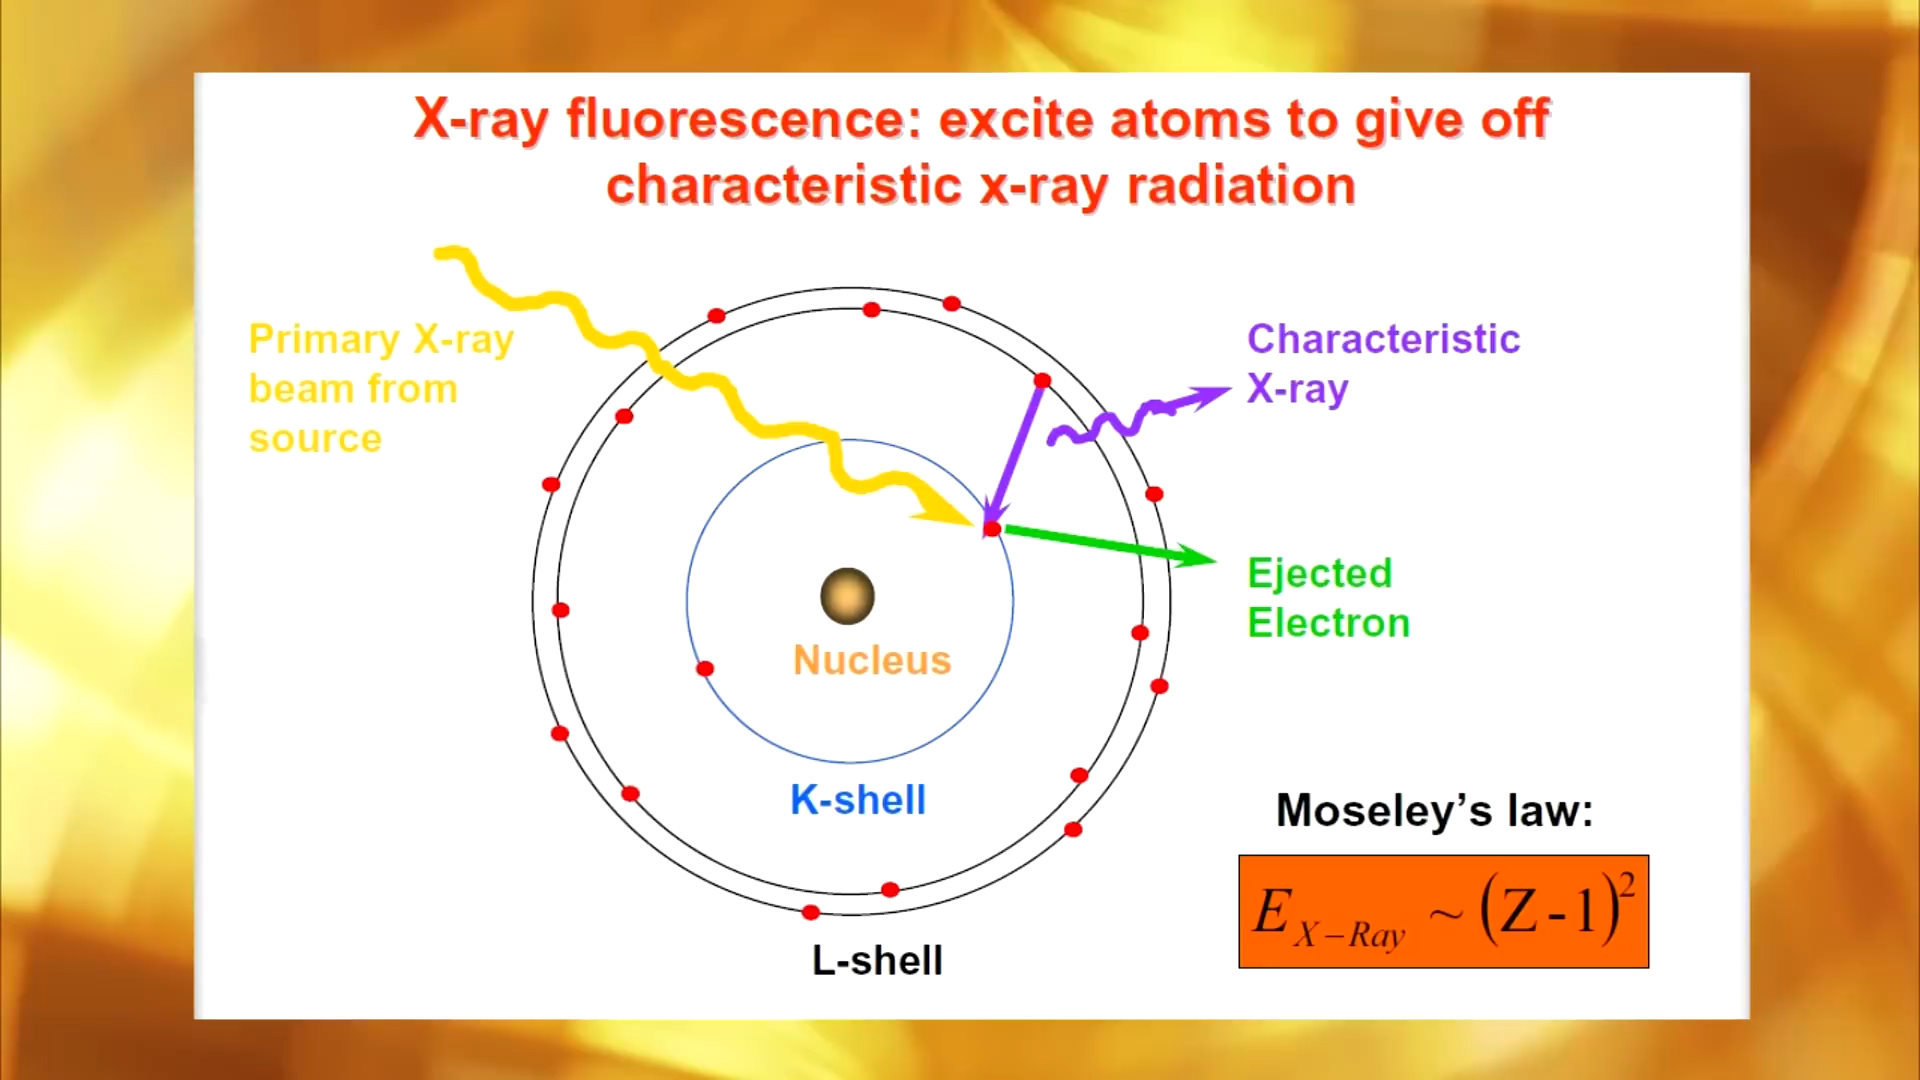 X-ray fluorescence: excite atoms to give off
characteristic x-ray radiation
Primary X-ray
beam from
source
Characteristic
X-ray
Ejected
Electron
Nucleus
K-shell
L-shell
Moseley’s law:
E X–Ray ~ (Z-1)²